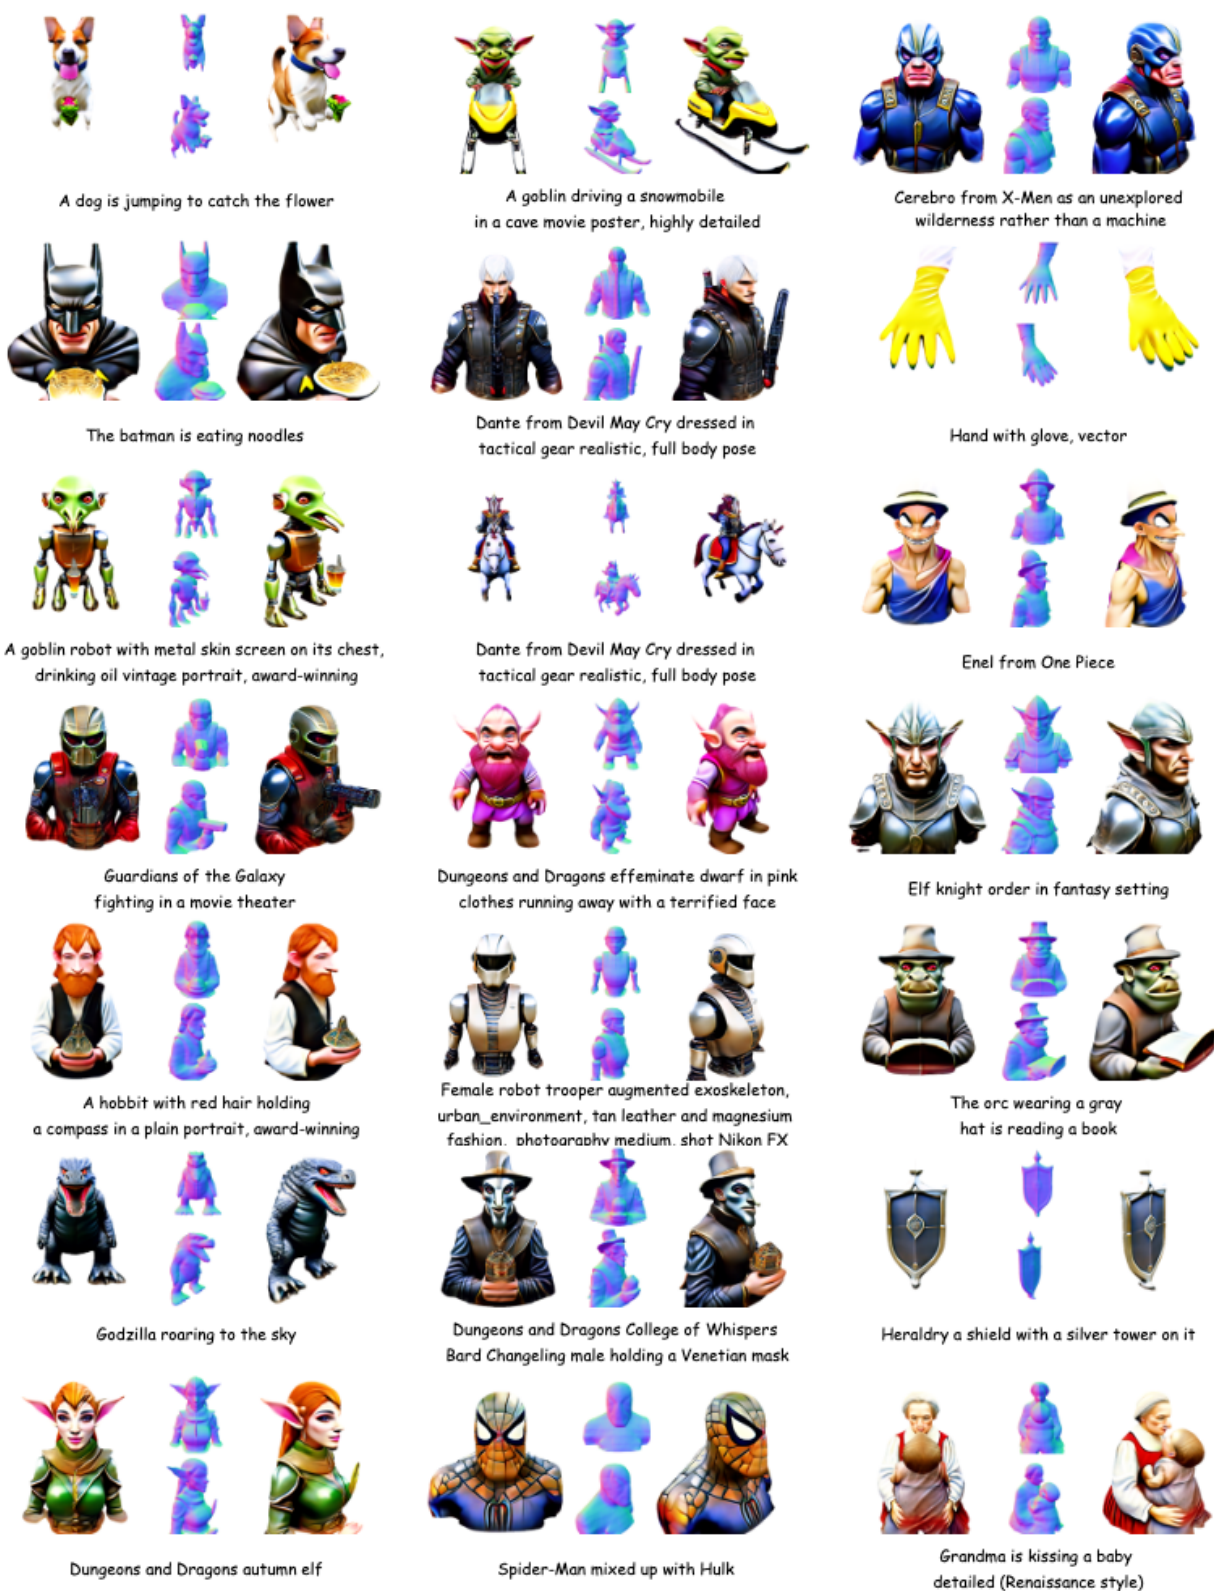 A dog is jumping to catch the flower
A goblin driving a snowmobile
in a cave movie poster, highly detailed
Cerebro from X-Men as an unexplored
wilderness rather than a machine
The batman is eating noodles
Dante from Devil May Cry dressed in
tactical gear realistic, full body pose
Hand with glove, vector
A goblin robot with metal skin screen on its chest,
drinking oil vintage portrait, award-winning
Dante from Devil May Cry dressed in
tactical gear realistic, full body pose
Enel from One Piece
Guardians of the Galaxy
fighting in a movie theater
Dungeons and Dragons effeminate dwarf in pink
clothes running away with a terrified face
Elf knight order in fantasy setting
A hobbit with red hair holding
a compass in a plain portrait, award-winning
Female robot trooper augmented exoskeleton,
urban_environment, tan leather and magnesium
fashion, photography medium, shot Nikon FX
The orc wearing a gray
hat is reading a book
Godzilla roaring to the sky
Dungeons and Dragons College of Whispers
Bard Changeling male holding a Venetian mask
Heraldry a shield with a silver tower on it
Dungeons and Dragons autumn elf
Spider-Man mixed up with Hulk
Grandma is kissing a baby
detailed (Renaissance style)